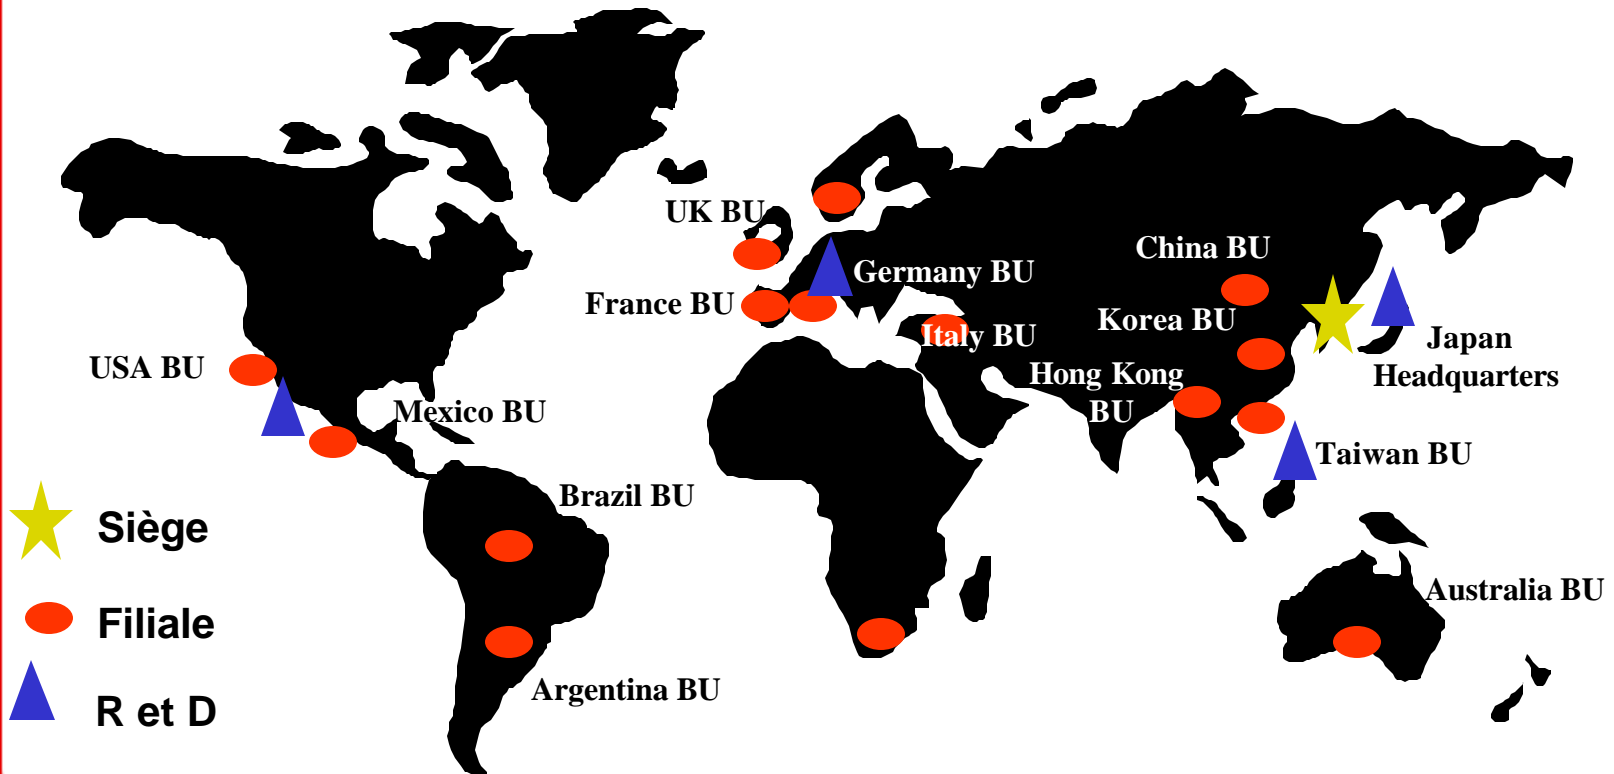 UK BU
China BU
Germany BU
France BU
Korea BU
Italy BU
Japan
Headquarters
USA BU
Hong Kong
BU
Mexico BU
Taiwan BU
Brazil BU
Siège
Australia BU
Filiale
Argentina BU
R et D